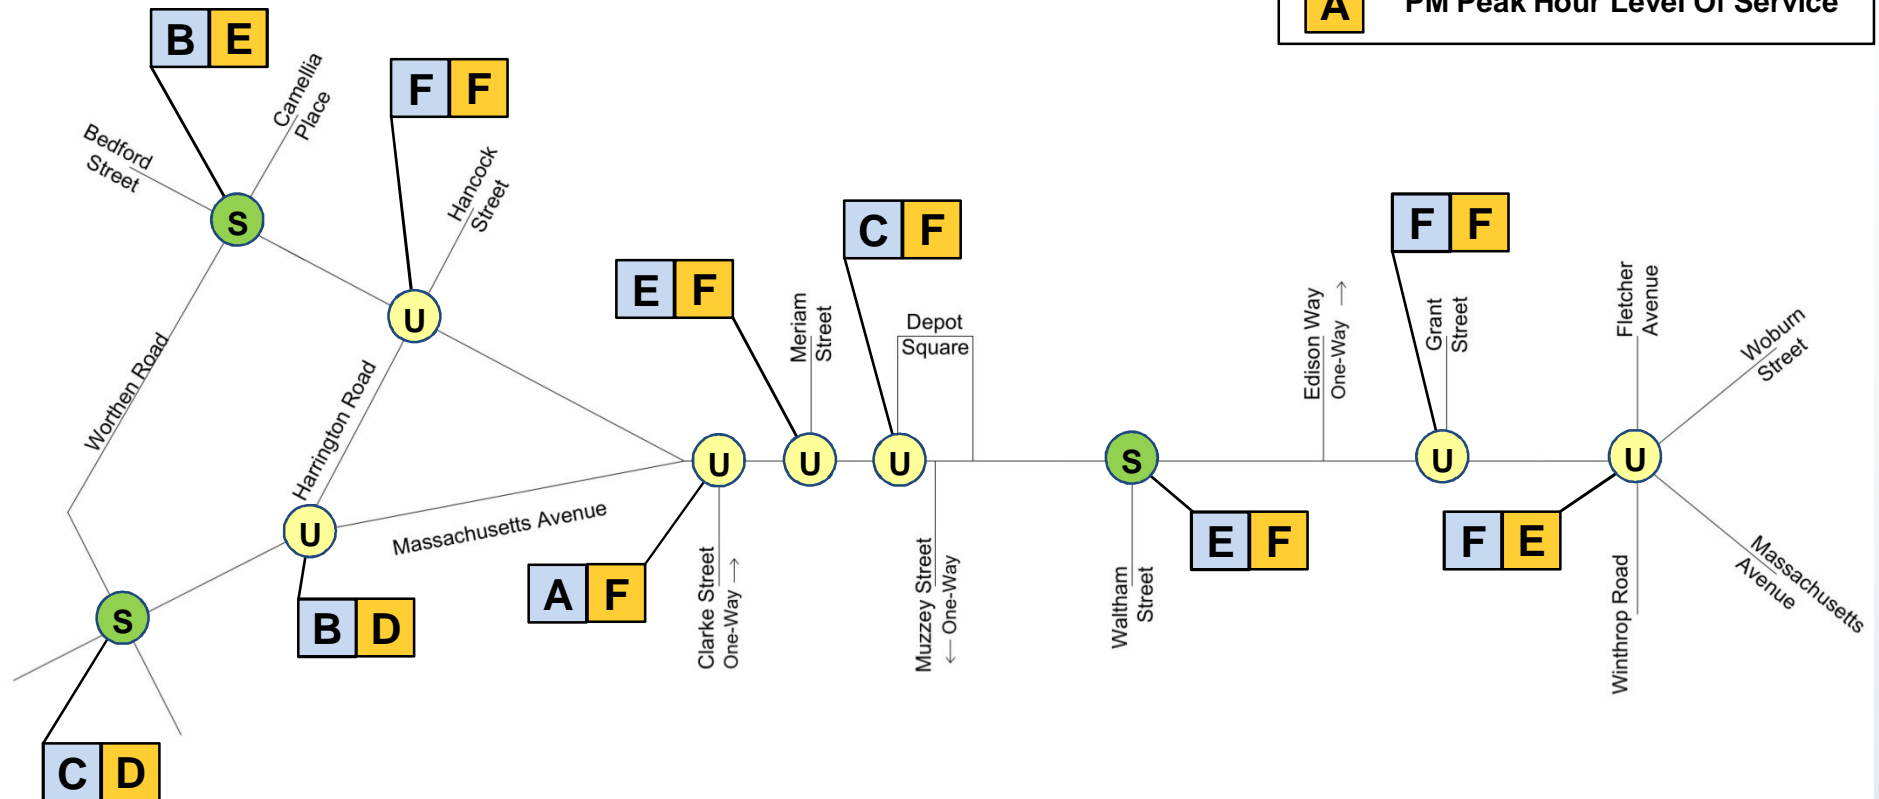 A PM Peak Hour Level Of Service
B E
Camellia
Place
F F
Bedford
Street
Hancock
Street
S
U
C F
F F
E F
Meriam
Street
Depot
Square
Edison Way
One-Way →
Grant
Street
Fletcher
Avenue
Woburn
Street
Worthen Road
Harrington Road
U
U
U
S
U
U
Massachusetts Avenue
U
E F
F E
A F
Clarke Street
One-Way →
Muzzey Street
← One-Way
Waltham
Street
Winthrop Road
Massachusetts
Avenue
S
B D
C D